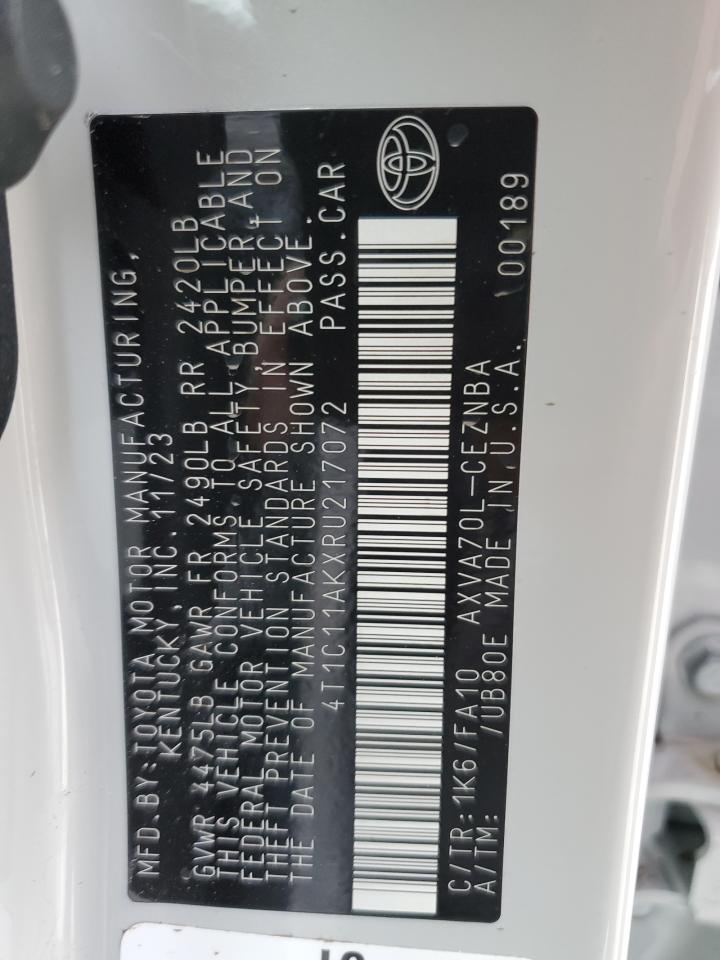 MFD.BY:TOYOTA MOTOR MANUFACTURING,
KENTUCKY, INC. 11/23
GVWR 4475LB GAWR FR 2490LB RR 2420LB
THIS VEHICLE CONFORMS TO ALL APPLICABLE
FEDERAL MOTOR VEHICLE SAFETY, BUMPER, AND
THEFT PREVENTION STANDARDS IN EFFECT ON
THE DATE OF MANUFACTURE SHOWN ABOVE.
4T1C11AKXRU217072 PASS.CAR
C/TR:1K6/FA10 AXVA70L-CEZNBA
A/TM: /UB80E MADE IN U.S.A. 00189